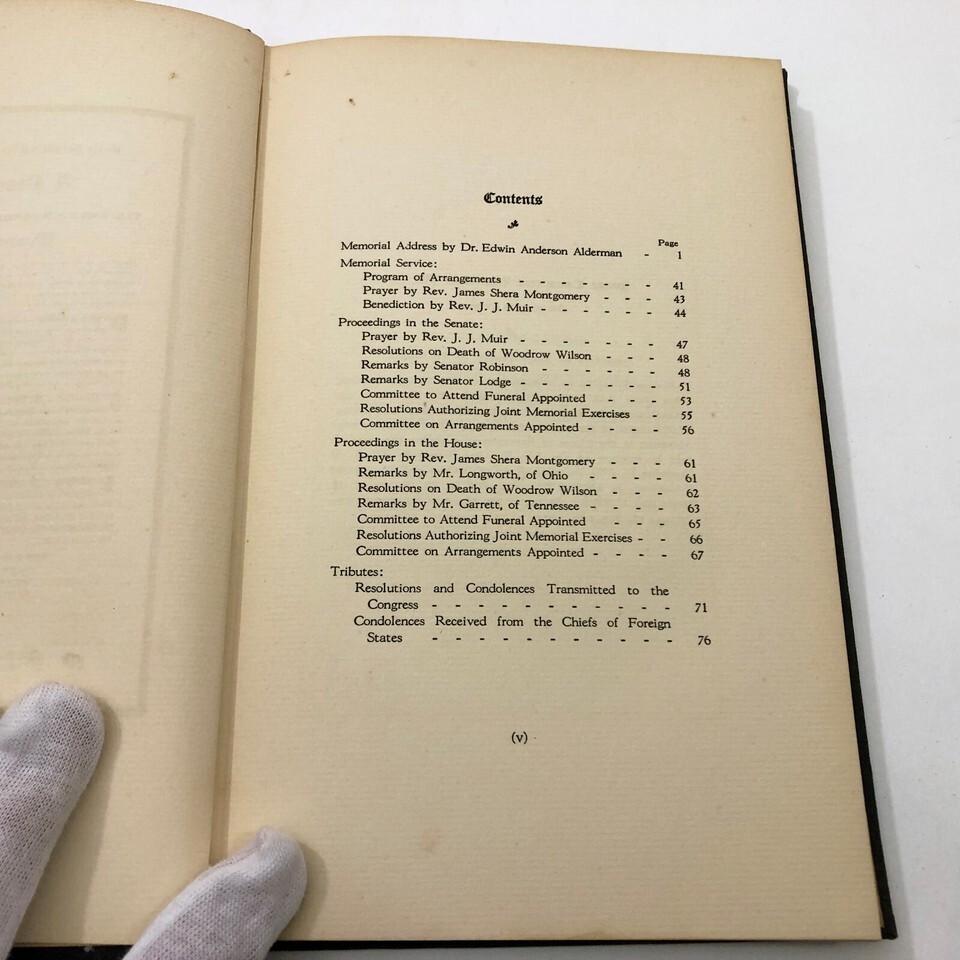 Contents
Page
Memorial Address by Dr. Edwin Anderson Alderman - 1
Memorial Service:
Program of Arrangements - - - - - - - 41
Prayer by Rev. James Shera Montgomery - - - 43
Benediction by Rev. J. J. Muir - - - - - - 44
Proceedings in the Senate:
Prayer by Rev. J. J. Muir - - - - - - - 47
Resolutions on Death of Woodrow Wilson - - - 48
Remarks by Senator Robinson - - - - - - 48
Remarks by Senator Lodge - - - - - - - 51
Committee to Attend Funeral Appointed - - - 53
Resolutions Authorizing Joint Memorial Exercises - 55
Committee on Arrangements Appointed - - - - 56
Proceedings in the House:
Prayer by Rev. James Shera Montgomery - - - 61
Remarks by Mr. Longworth, of Ohio - - - - 61
Resolutions on Death of Woodrow Wilson - - - 62
Remarks by Mr. Garrett, of Tennessee - - - - 63
Committee to Attend Funeral Appointed - - - 65
Resolutions Authorizing Joint Memorial Exercises - - 66
Committee on Arrangements Appointed - - - - 67
Tributes:
Resolutions and Condolences Transmitted to the
Congress - - - - - - - - - - - 71
Condolences Received from the Chiefs of Foreign
States - - - - - - - - - - - 76
(v)